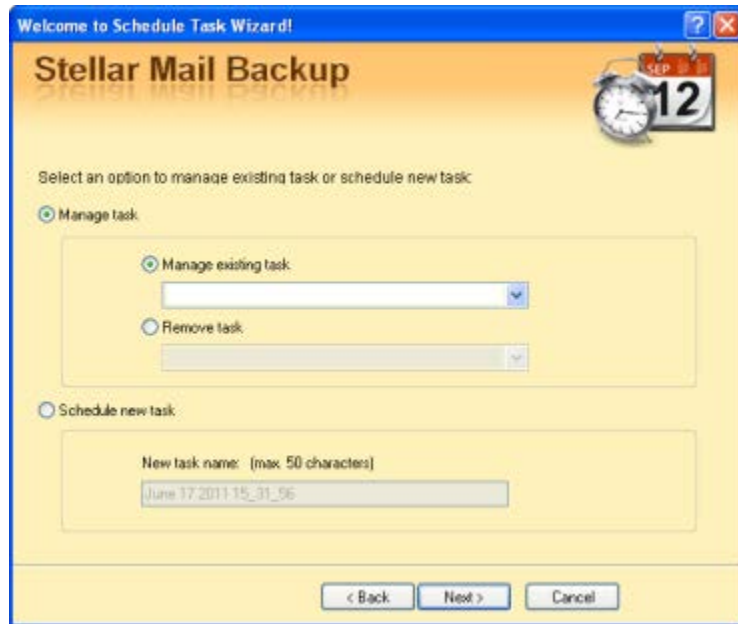 Welcome to Schedule Task Wizard!
Stellar Mail Backup
SEP
12
Select an option to manage existing task or schedule new task:
Manage task
Manage existing task
Remove task
Schedule new task
New task name: (max. 50 characters)
June 17 2011 15_31_56
< Back Next > Cancel